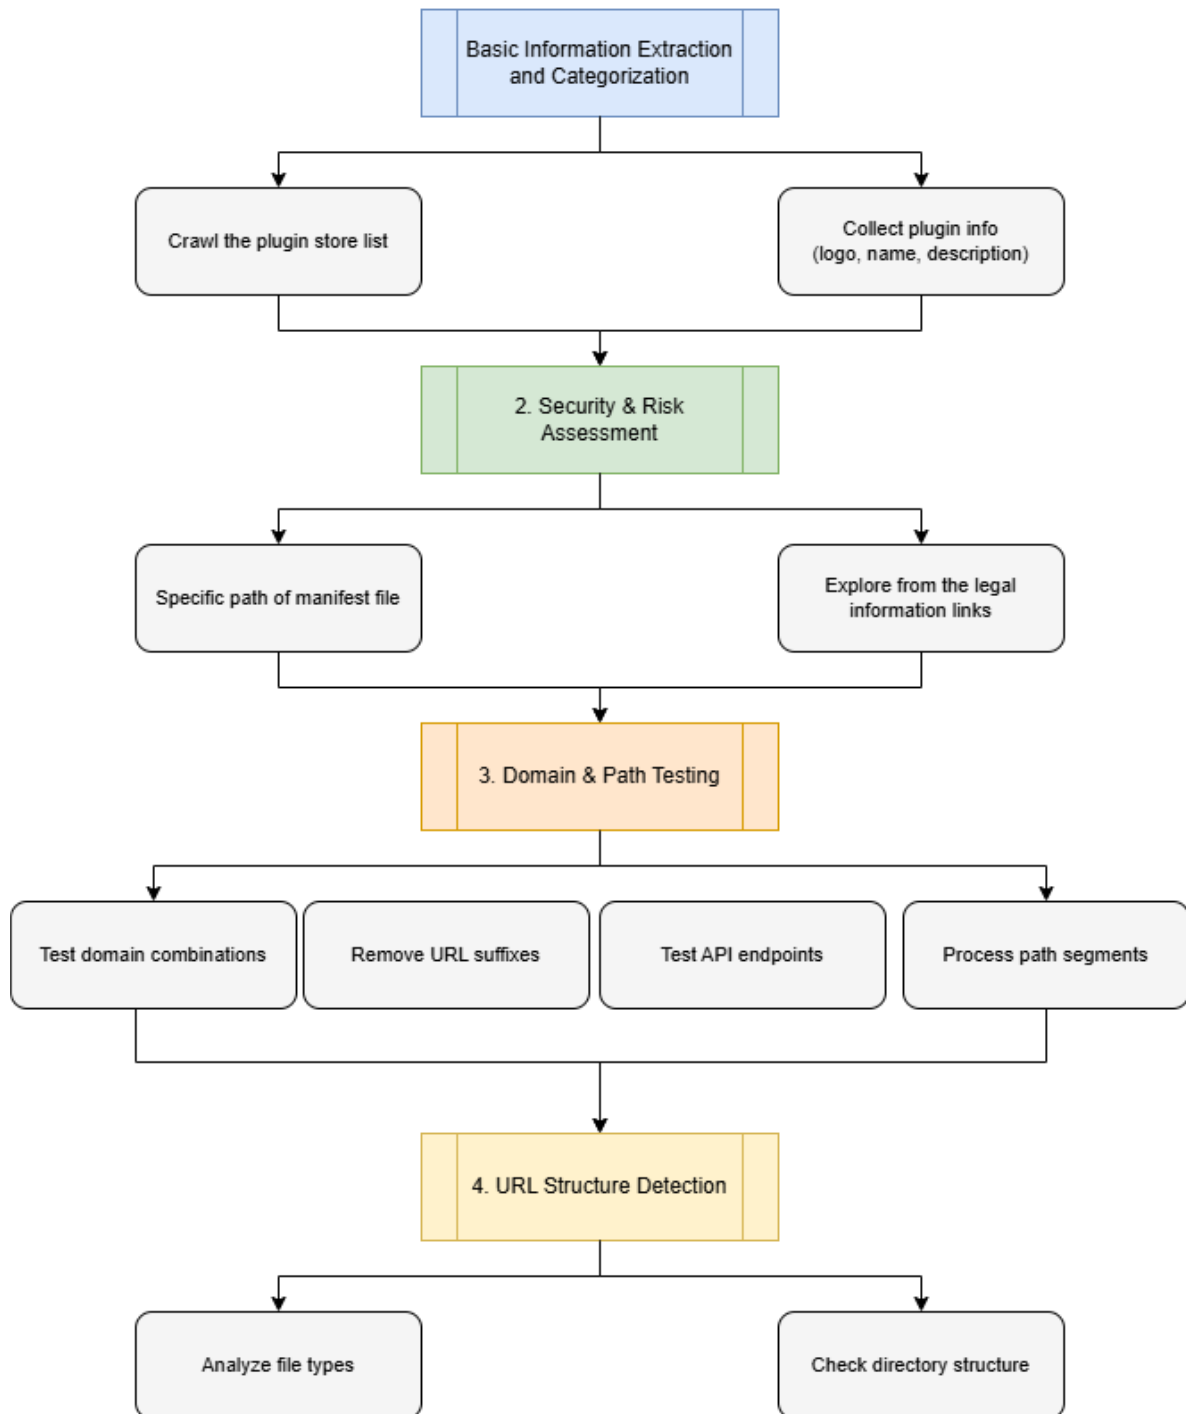 Basic Information Extraction
and Categorization
Crawl the plugin store list
Collect plugin info
(logo, name, description)
2. Security & Risk
Assessment
Specific path of manifest file
Explore from the legal
information links
3. Domain & Path Testing
Test domain combinations
Remove URL suffixes
Test API endpoints
Process path segments
4. URL Structure Detection
Analyze file types
Check directory structure